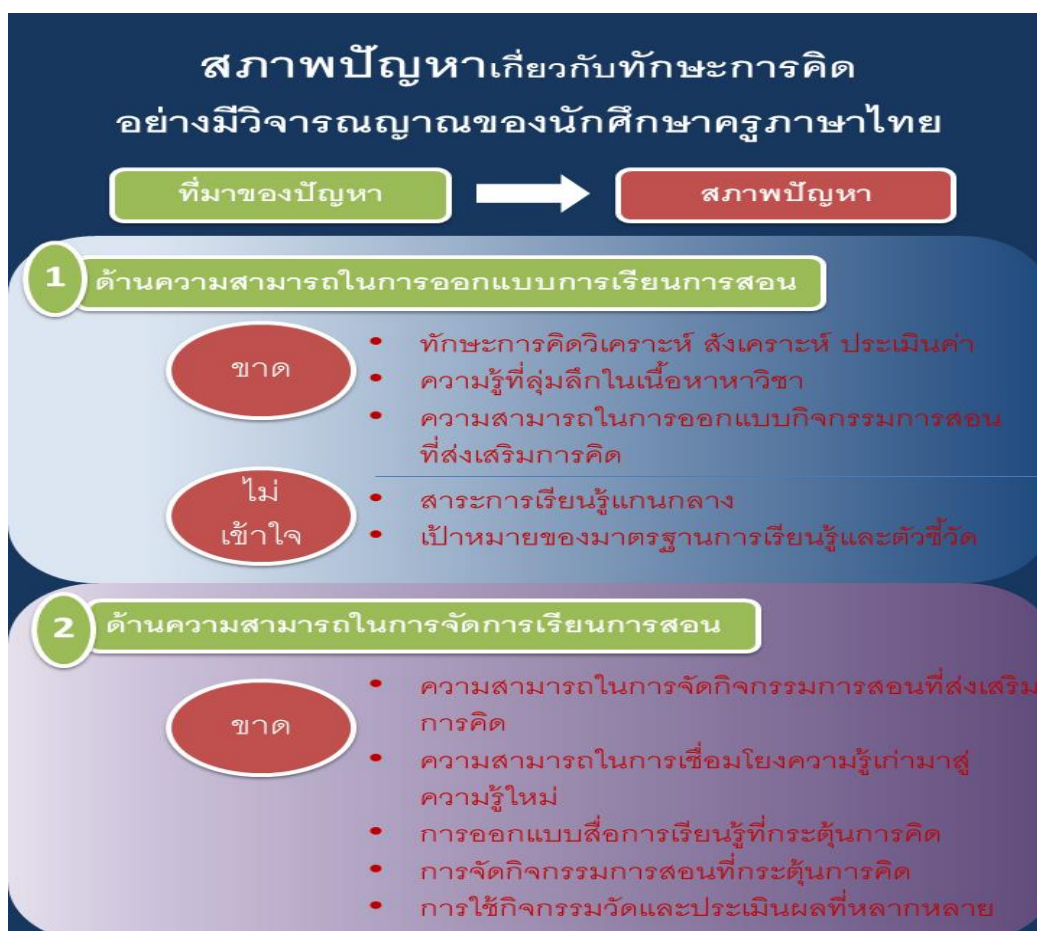 สภาพปัญหาเกี่ยวกับทักษะการคิด
อย่างมีวิจารณญาณของนักศึกษาครูภาษาไทย
ที่มาของปัญหา
สภาพปัญหา
1
ด้านความสามารถในการออกแบบการเรียนการสอน
ขาด
• ทักษะการคิดวิเคราะห์ สังเคราะห์ ประเมินค่า
• ความรู้ที่ลุ่มลึกในเนื้อหาหาวิชา
• ความสามารถในการออกแบบกิจกรรมการสอน
ที่ส่งเสริมการคิด
ไม่
เข้าใจ
• สาระการเรียนรู้แกนกลาง
• เป้าหมายของมาตรฐานการเรียนรู้และตัวชี้วัด
2
ด้านความสามารถในการจัดการเรียนการสอน
ขาด
• ความสามารถในการจัดกิจกรรมการสอนที่ส่งเสริม
การคิด
• ความสามารถในการเชื่อมโยงความรู้เก่ามาสู่
ความรู้ใหม่
• การออกแบบสื่อการเรียนรู้ที่กระตุ้นการคิด
• การจัดกิจกรรมการสอนที่กระตุ้นการคิด
• การใช้กิจกรรมวัดและประเมินผลที่หลากหลาย